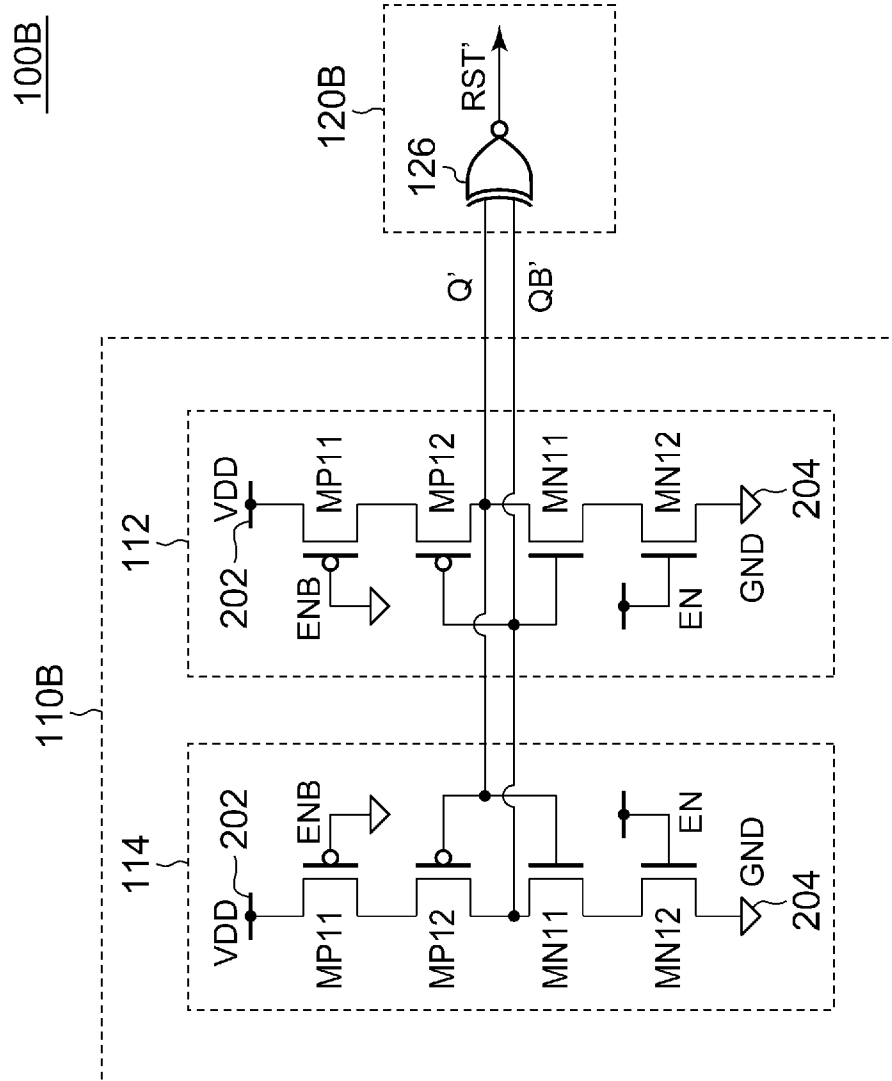 100B
110B
120B
114
112
126
RST'
Q'
QB'
202
VDD
ENB
MP11
MP12
MN11
MN12
EN
GND
204
202
VDD
ENB
MP11
MP12
MN11
MN12
EN
GND
204